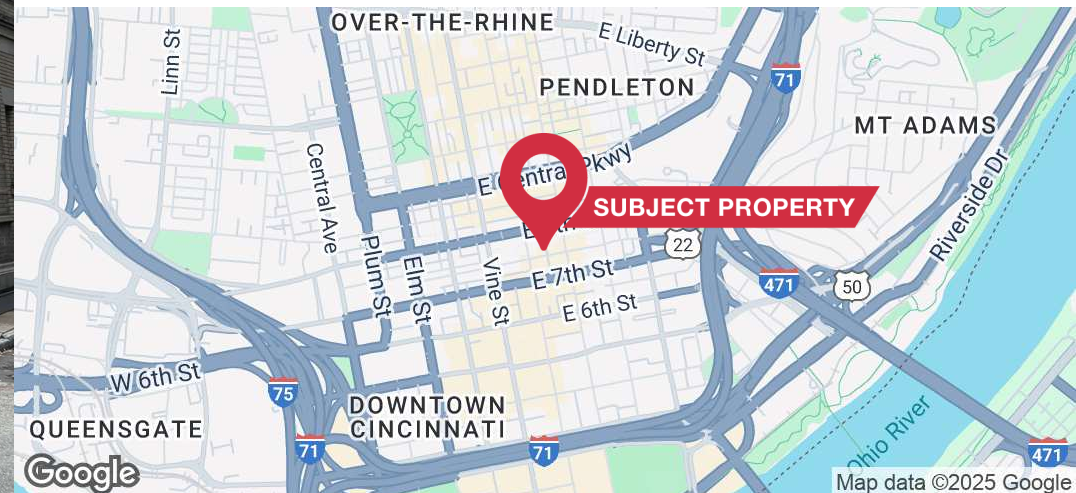 OVER-THE-RHINE
E Liberty St
Linn St
71
PENDLETON
MT ADAMS
E Central Pkwy
Central Ave
Riverside Dr
SUBJECT PROPERTY
22
Plum St
Elm St
Vine St
E 7th St
471
50
E 6th St
W 6th St
75
DOWNTOWN
CINCINNATI
QUEENSGATE
71
71
Ohio River
471
Google
Map data ©2025 Google